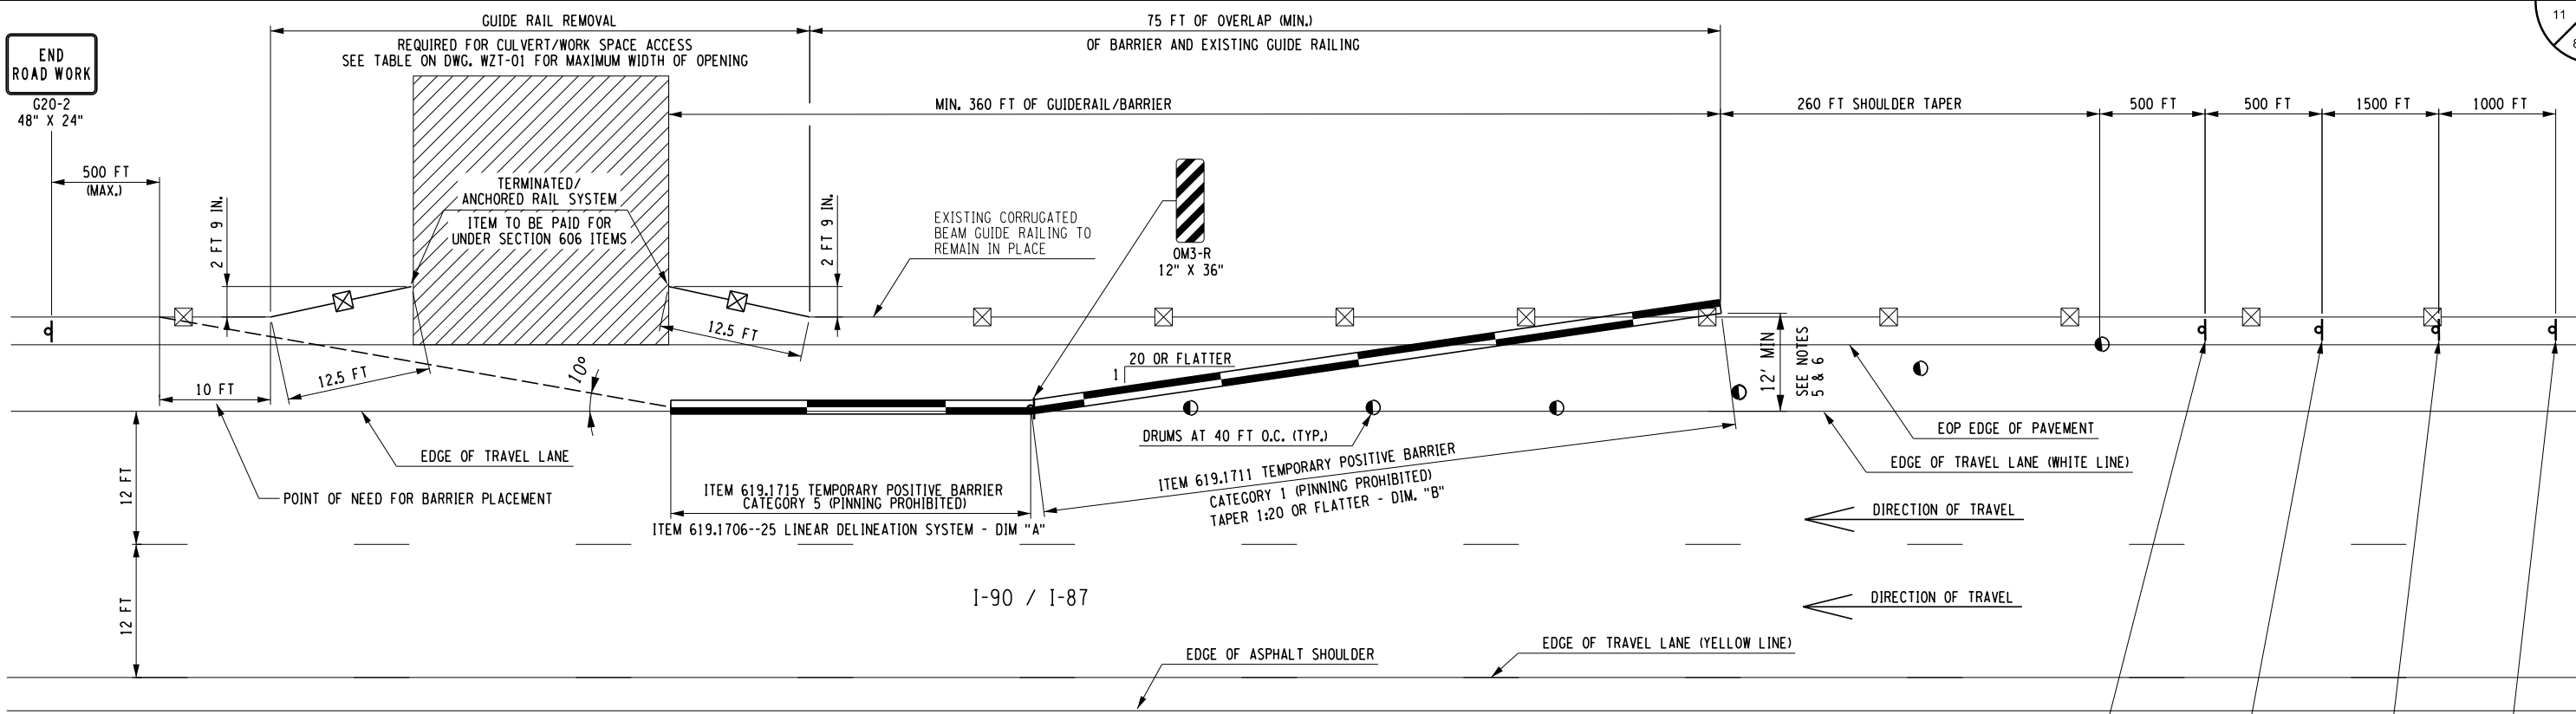 GUIDE RAIL REMOVAL
REQUIRED FOR CULVERT/WORK SPACE ACCESS
SEE TABLE ON DWG. WZT-01 FOR MAXIMUM WIDTH OF OPENING
75 FT OF OVERLAP (MIN.)
OF BARRIER AND EXISTING GUIDE RAILING
11
8
END
ROAD WORK
G20-2
48" X 24"
MIN. 360 FT OF GUIDERAIL/BARRIER
260 FT SHOULDER TAPER
500 FT
500 FT
1500 FT
1000 FT
500 FT
(MAX.)
2 FT 9 IN.
TERMINATED/
ANCHORED RAIL SYSTEM
ITEM TO BE PAID FOR
UNDER SECTION 606 ITEMS
2 FT 9 IN.
EXISTING CORRUGATED
BEAM GUIDE RAILING TO
REMAIN IN PLACE
OM3-R
12" X 36"
12.5 FT
12.5 FT
10 FT
10°
20 OR FLATTER
1
12' MIN
SEE NOTES
5 & 6
DRUMS AT 40 FT O.C. (TYP.)
EOP EDGE OF PAVEMENT
EDGE OF TRAVEL LANE
EDGE OF TRAVEL LANE (WHITE LINE)
POINT OF NEED FOR BARRIER PLACEMENT
ITEM 619.1715 TEMPORARY POSITIVE BARRIER
CATEGORY 5 (PINNING PROHIBITED)
ITEM 619.1706--25 LINEAR DELINEATION SYSTEM - DIM "A"
ITEM 619.1711 TEMPORARY POSITIVE BARRIER
CATEGORY 1 (PINNING PROHIBITED)
TAPER 1:20 OR FLATTER - DIM. "B"
12 FT
12 FT
DIRECTION OF TRAVEL
I-90 / I-87
DIRECTION OF TRAVEL
EDGE OF ASPHALT SHOULDER
EDGE OF TRAVEL LANE (YELLOW LINE)